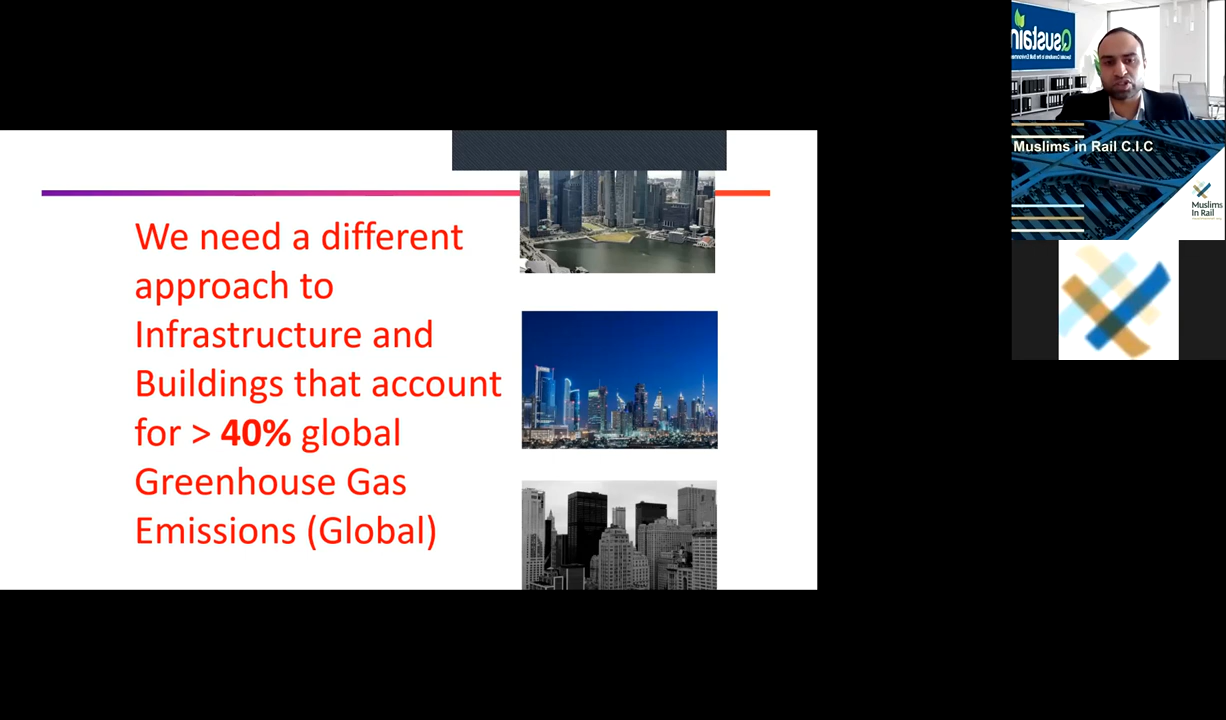 We need a different
approach to
Infrastructure and
Buildings that account
for > 40% global
Greenhouse Gas
Emissions (Global)
Qsustain
Muslims in Rail C.I.C
Muslims
In Rail